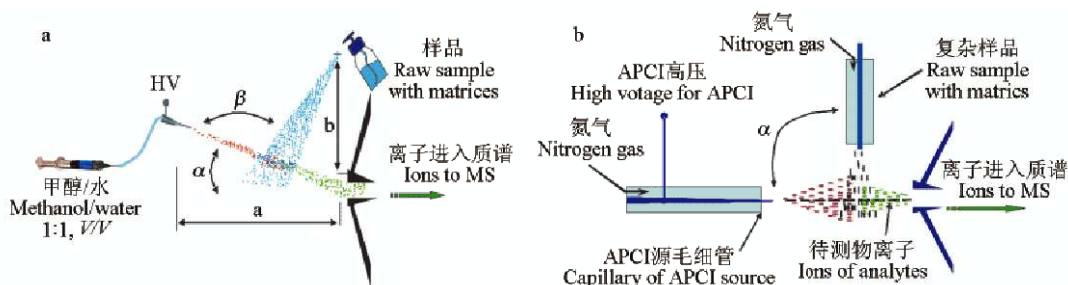 a
样品
Raw sample
with matrices
HV
β
b
α
离子进入质谱
Ions to MS
甲醇/水
Methanol/water
1:1, V/V
a
b
氮气
Nitrogen gas
复杂样品
Raw sample
with matrics
APCI高压
High votage for APCI
氮气
Nitrogen gas
α
离子进入质谱
Ions to MS
APCI源毛细管
Capillary of APCI source
待测物离子
Ions of analytes